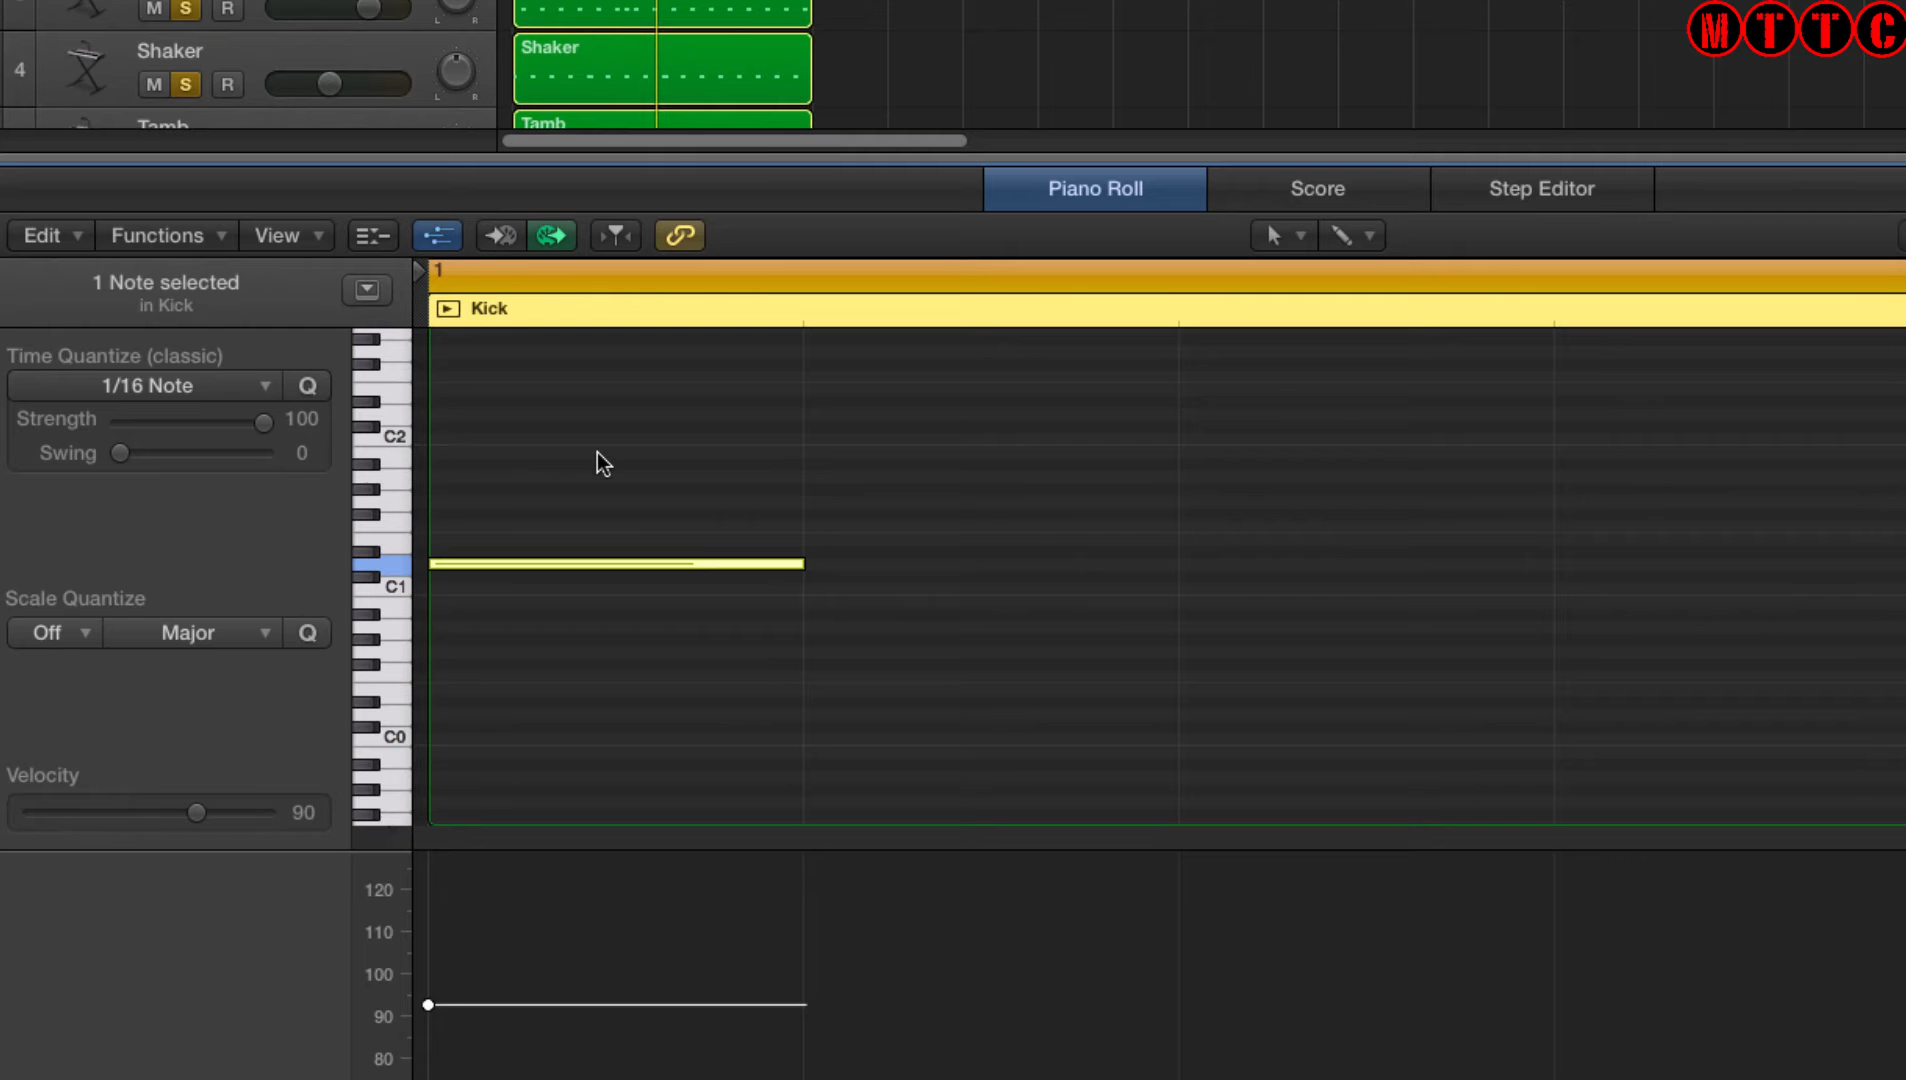 M S R
L R
MTTC
4
Shaker
M S R
L R
Shaker
Tamb
Tamb
Piano Roll
Score
Step Editor
Edit
Functions
View
1 Note selected
in Kick
1
Kick
Time Quantize (classic)
1/16 Note
Q
Strength
100
Swing
0
C2
C1
Scale Quantize
Off
Major
Q
C0
Velocity
90
120
110
100
90
80